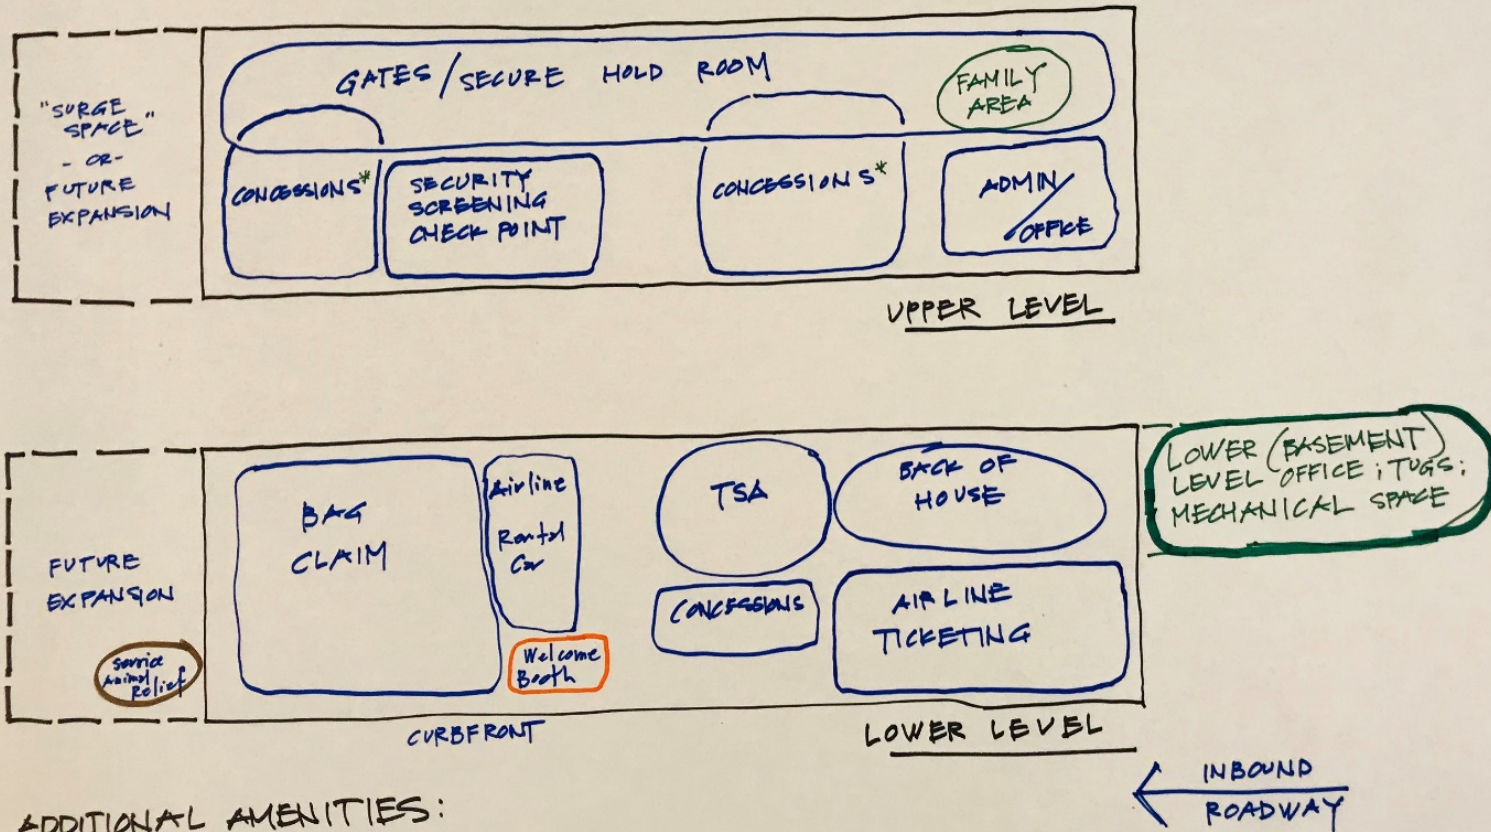 "SURGE
SPACE"
- OR -
FUTURE
EXPANSION
GATES/SECURE HOLD ROOM
FAMILY
AREA
CONCESSIONS*
SECURITY
SCREENING
CHECK POINT
CONCESSIONS*
ADMIN/
OFFICE
UPPER LEVEL
FUTURE
EXPANSION
Service
Animal
Relief
BAG
CLAIM
Airline
Rental
Car
Welcome
Booth
TSA
CONCESSIONS
BACK OF
HOUSE
AIRLINE
TICKETING
LOWER (BASEMENT)
LEVEL OFFICE; TUGS;
MECHANICAL SPACE
CURBFRONT
LOWER LEVEL
INBOUND
ROADWAY
ADDITIONAL AMENITIES: